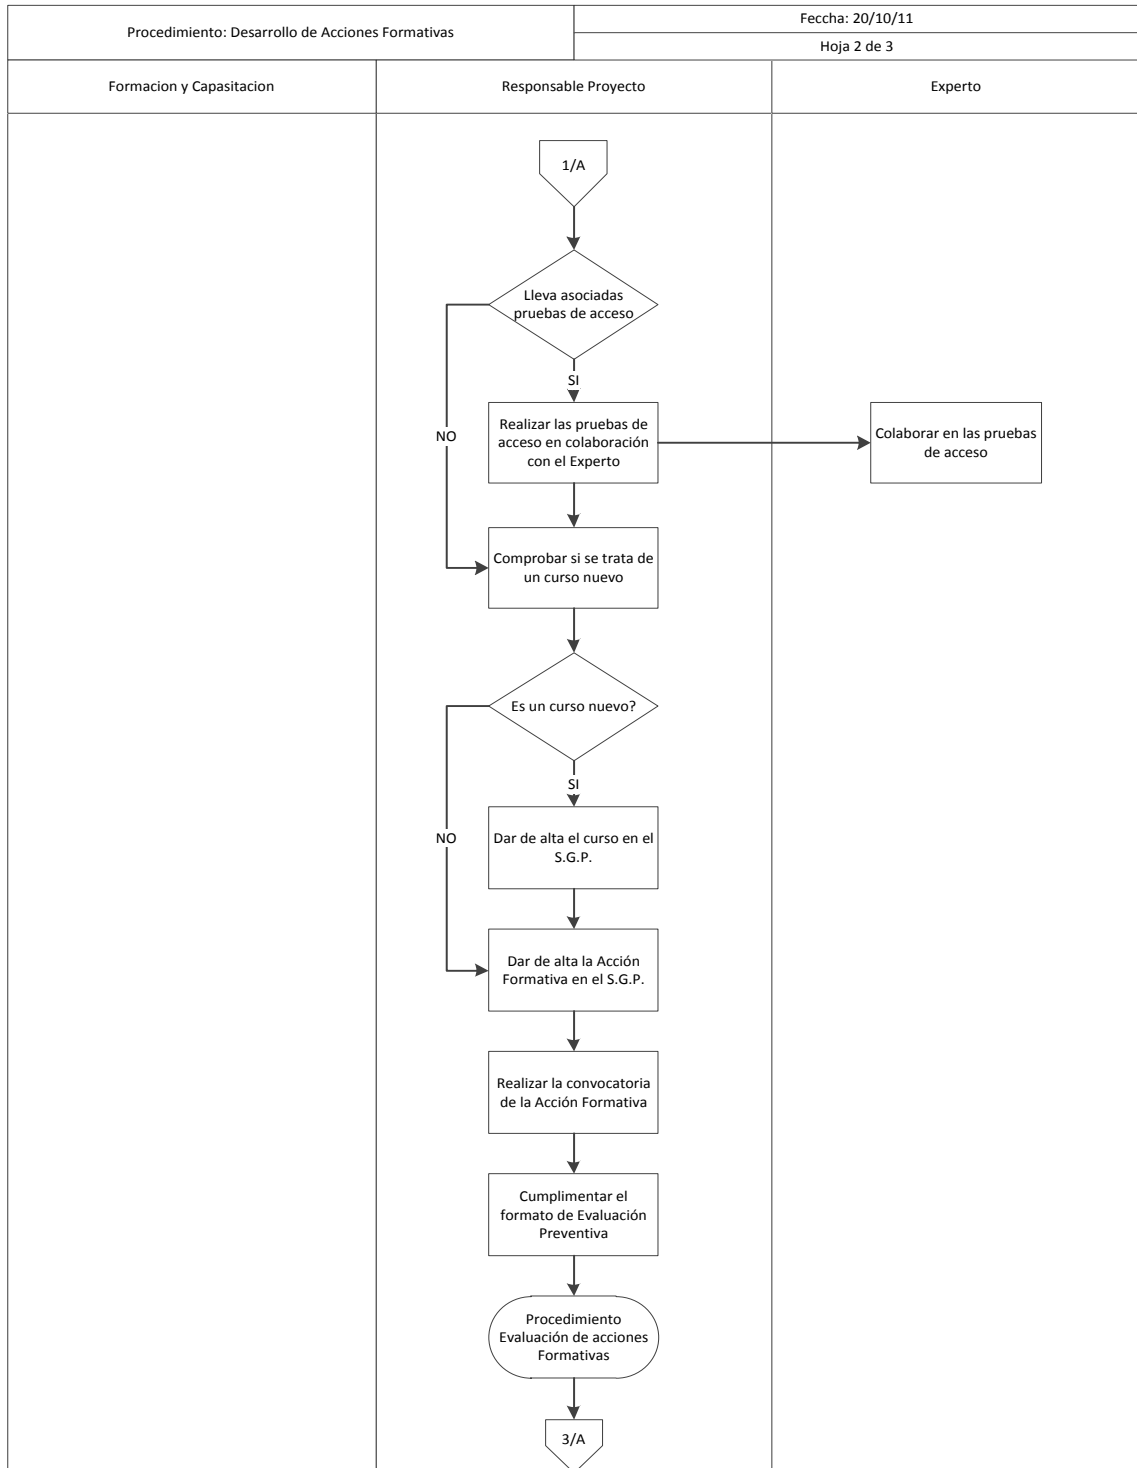 Procedimiento: Desarrollo de Acciones Formativas
Feccha: 20/10/11
Hoja 2 de 3
Formacion y Capasitacion
Responsable Proyecto
Experto
1/A
Lleva asociadas
pruebas de acceso
SI
NO
Realizar las pruebas de
acceso en colaboración
con el Experto
Colaborar en las pruebas
de acceso
Comprobar si se trata de
un curso nuevo
Es un curso nuevo?
SI
NO
Dar de alta el curso en el
S.G.P.
Dar de alta la Acción
Formativa en el S.G.P.
Realizar la convocatoria
de la Acción Formativa
Cumplimentar el
formato de Evaluación
Preventiva
Procedimiento
Evaluación de acciones
Formativas
3/A